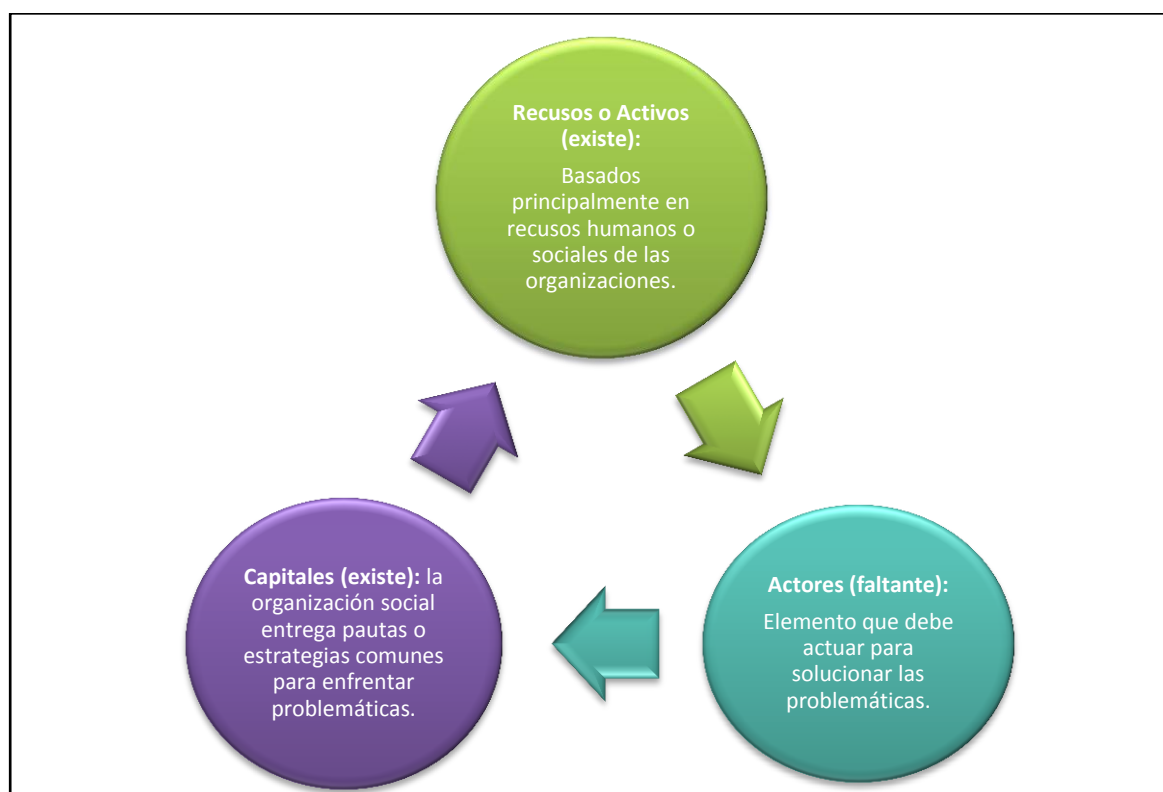 Recusos o Activos
(existe):
Basados
principalmente en
recusos humanos o
sociales de las
organizaciones.
Capitales (existe): la
organización social
entrega pautas o
estrategias comunes
para enfrentar
problemáticas.
Actores (faltante):
Elemento que debe
actuar para
solucionar las
problemáticas.